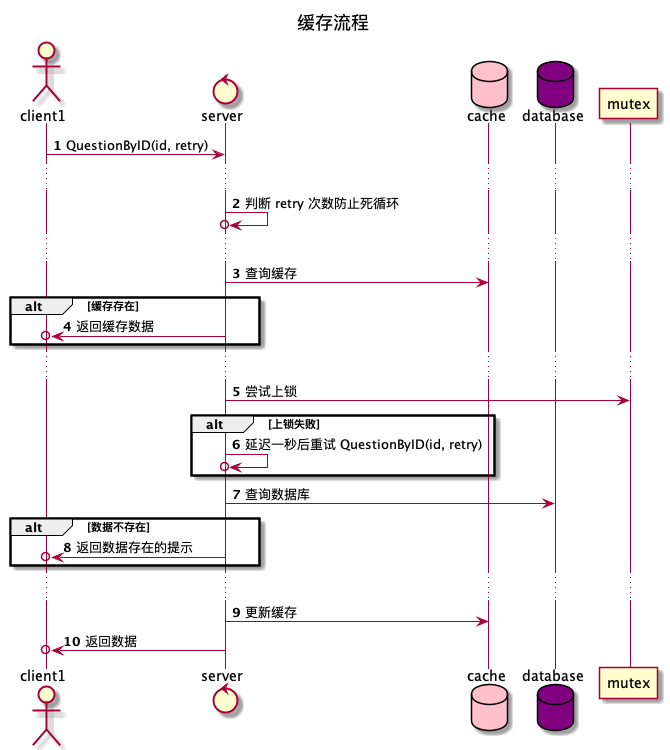 缓存流程
client1
server
cache
database
mutex
1 QuestionByID(id, retry)
2 判断 retry 次数防止死循环
3 查询缓存
alt [缓存存在]
4 返回缓存数据
5 尝试上锁
alt [上锁失败]
6 延迟一秒后重试 QuestionByID(id, retry)
7 查询数据库
alt [数据不存在]
8 返回数据存在的提示
9 更新缓存
10 返回数据
client1
server
cache
database
mutex